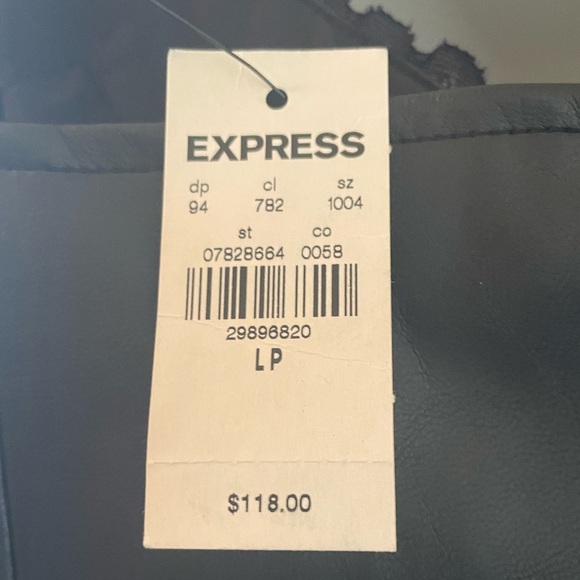 EXPRESS
dp cl sz
94 782 1004
st co
07828664 0058
29896820
LP
$118.00